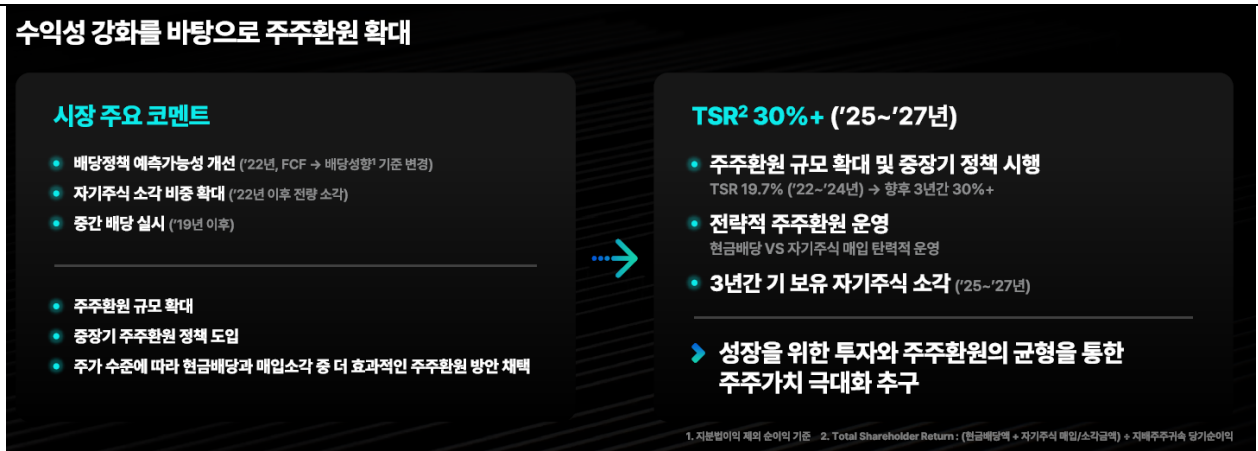 수익성 강화를 바탕으로 주주환원 확대
시장 주요 코멘트
배당정책 예측가능성 개선 ('22년, FCF → 배당성향¹ 기준 변경)
자기주식 소각 비중 확대 ('22년 이후 전량 소각)
중간 배당 실시 ('19년 이후)
주주환원 규모 확대
중장기 주주환원 정책 도입
주가 수준에 따라 현금배당과 매입소각 중 더 효과적인 주주환원 방안 채택
TSR² 30%+ ('25~'27년)
주주환원 규모 확대 및 중장기 정책 시행
TSR 19.7% ('22~'24년) → 향후 3년간 30%+
전략적 주주환원 운영
현금배당 VS 자기주식 매입 탄력적 운영
3년간 기 보유 자기주식 소각 ('25~'27년)
성장을 위한 투자와 주주환원의 균형을 통한
주주가치 극대화 추구
1. 지분법이익 제외 순이익 기준 2. Total Shareholder Return : (현금배당액 + 자기주식 매입/소각금액) ÷ 지배주주귀속 당기순이익